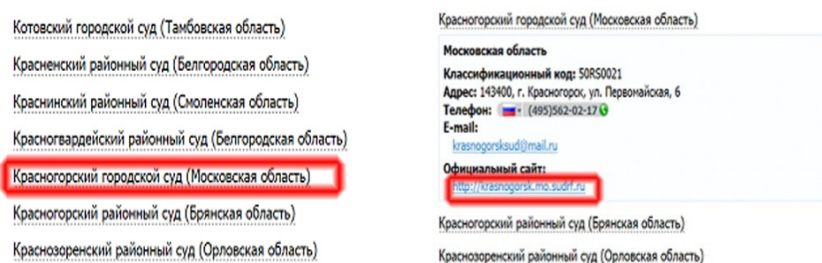 Котовский городской суд (Тамбовская область)
Красненский районный суд (Белгородская область)
Краснинский районный суд (Смоленская область)
Красногвардейский районный суд (Белгородская область)
Красногорский городской суд (Московская область)
Красногорский районный суд (Брянская область)
Краснозоренский районный суд (Орловская область)
Красногорский городской суд (Московская область)
Московская область
Классификационный код: 50RS0021
Адрес: 143400, г. Красногорск, ул. Первомайская, 6
Телефон: (495)562-02-17
E-mail:
krasnogorsksud@mail.ru
Официальный сайт:
http://krasnogorsk.mo.sudrf.ru
Красногорский районный суд (Брянская область)
Краснозоренский районный суд (Орловская область)